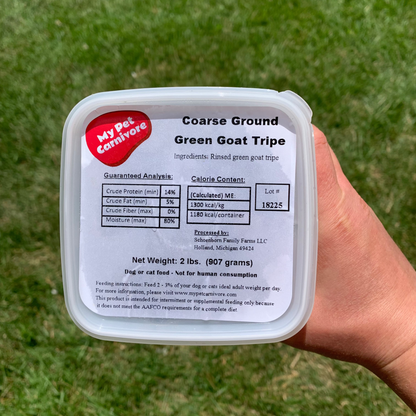 My Pet
Carnivore
Coarse Ground
Green Goat Tripe
Ingredients: Rinsed green goat tripe
Guaranteed Analysis:
Crude Protein (min) 14%
Crude Fat (min) 5%
Crude Fiber (max) 0%
Moisture (max) 80%
Calorie Content:
(Calculated) ME:
1300 kcal/kg
1180 kcal/container
Lot #
18225
Processed by:
Schneehorn Family Farms LLC
Holland, Michigan 49424
Net Weight: 2 lbs. (907 grams)
Dog or cat food - Not for human consumption
Feeding instructions: Feed 2 - 3% of your dog or cats ideal adult weight per day.
For more information, please visit www.mypetcarnivore.com
This product is intended for intermittent or supplemental feeding only because
it does not meet the AAFCO requirements for a complete diet